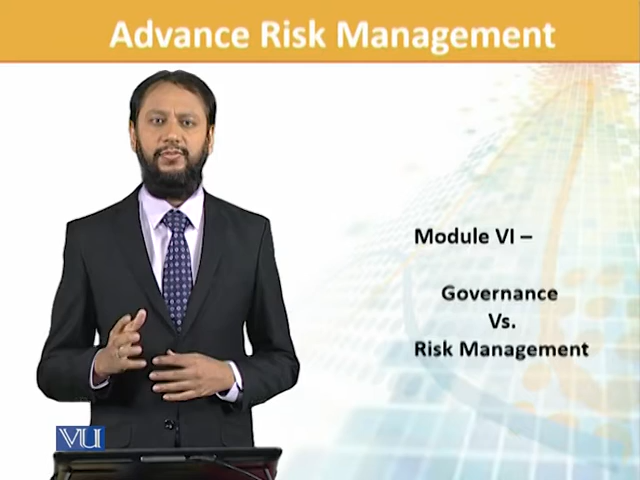 Advance Risk Management
Module VI –
Governance
Vs.
Risk Management
VU